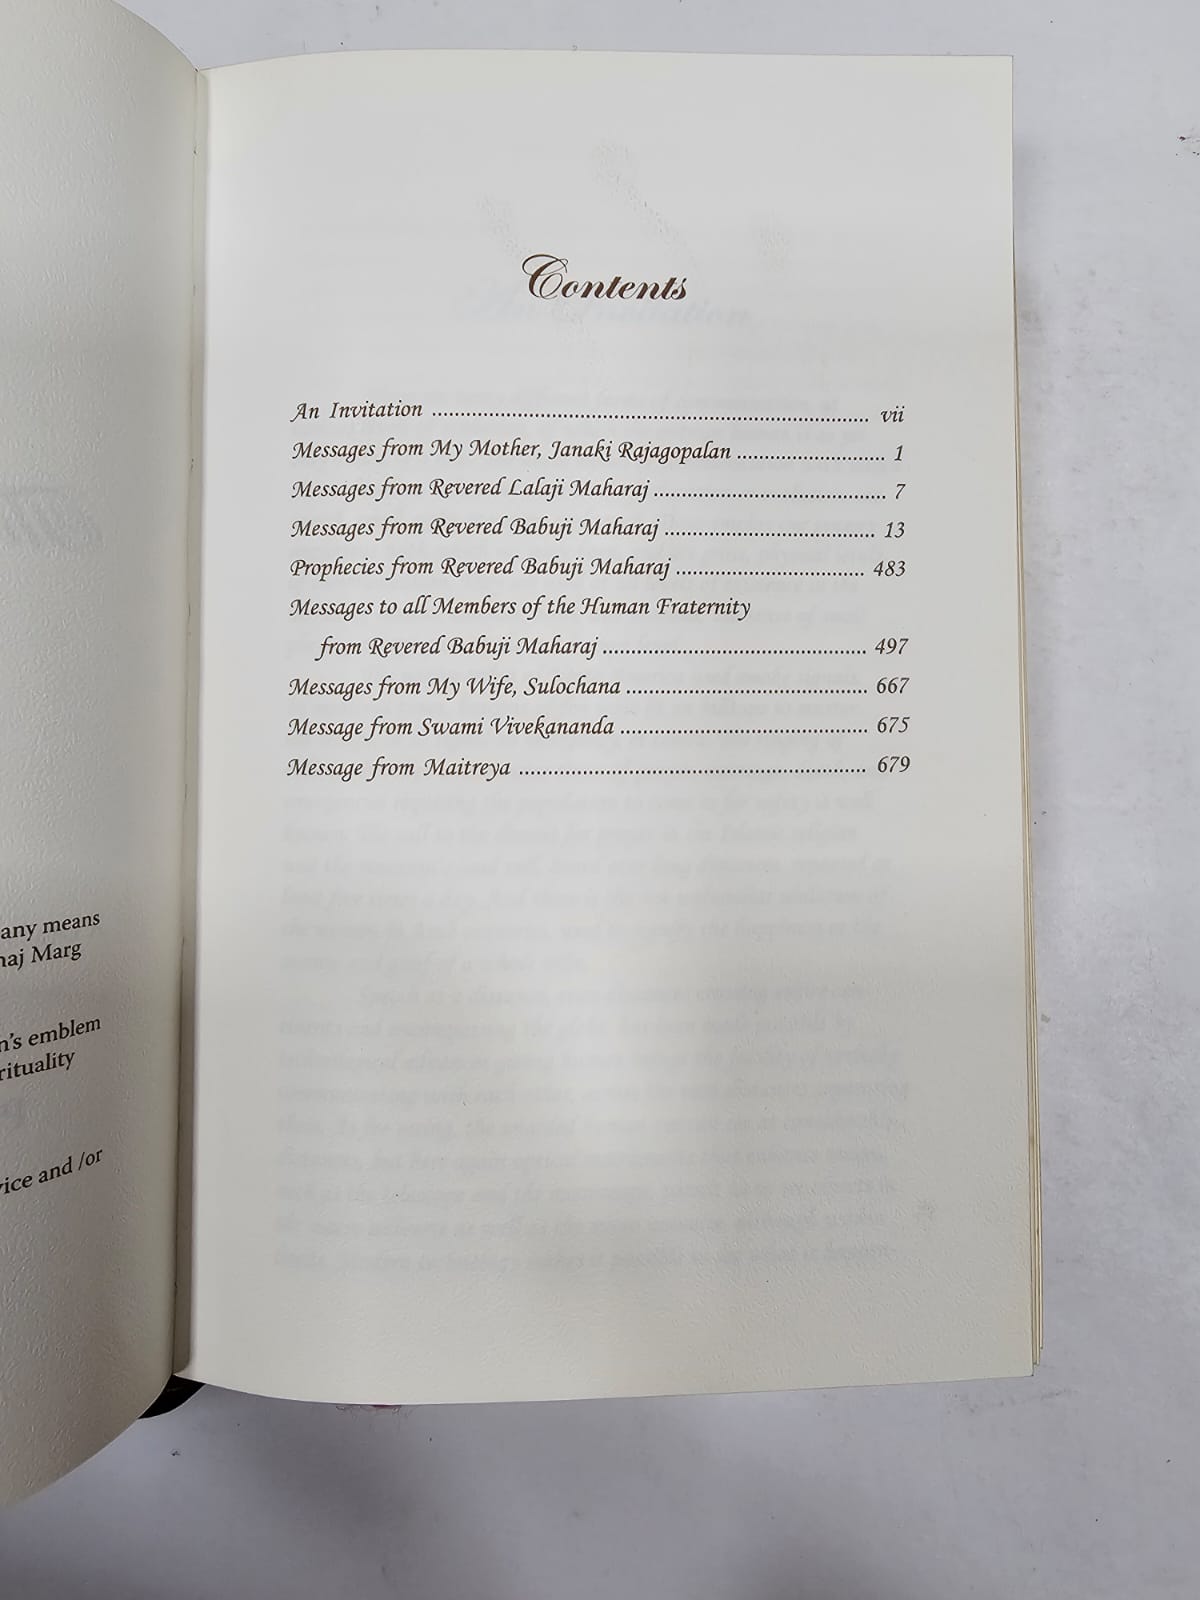 any means
naj Marg
n's emblem
rituality
vice and /or
Contents
An Invitation ........ vii
Messages from My Mother, Janaki Rajagopalan ........ 1
Messages from Revered Lalaji Maharaj ........ 7
Messages from Revered Babuji Maharaj ........ 13
Prophecies from Revered Babuji Maharaj ........ 483
Messages to all Members of the Human Fraternity
from Revered Babuji Maharaj ........ 497
Messages from My Wife, Sulochana ........ 667
Message from Swami Vivekananda ........ 675
Message from Maitreya ........ 679